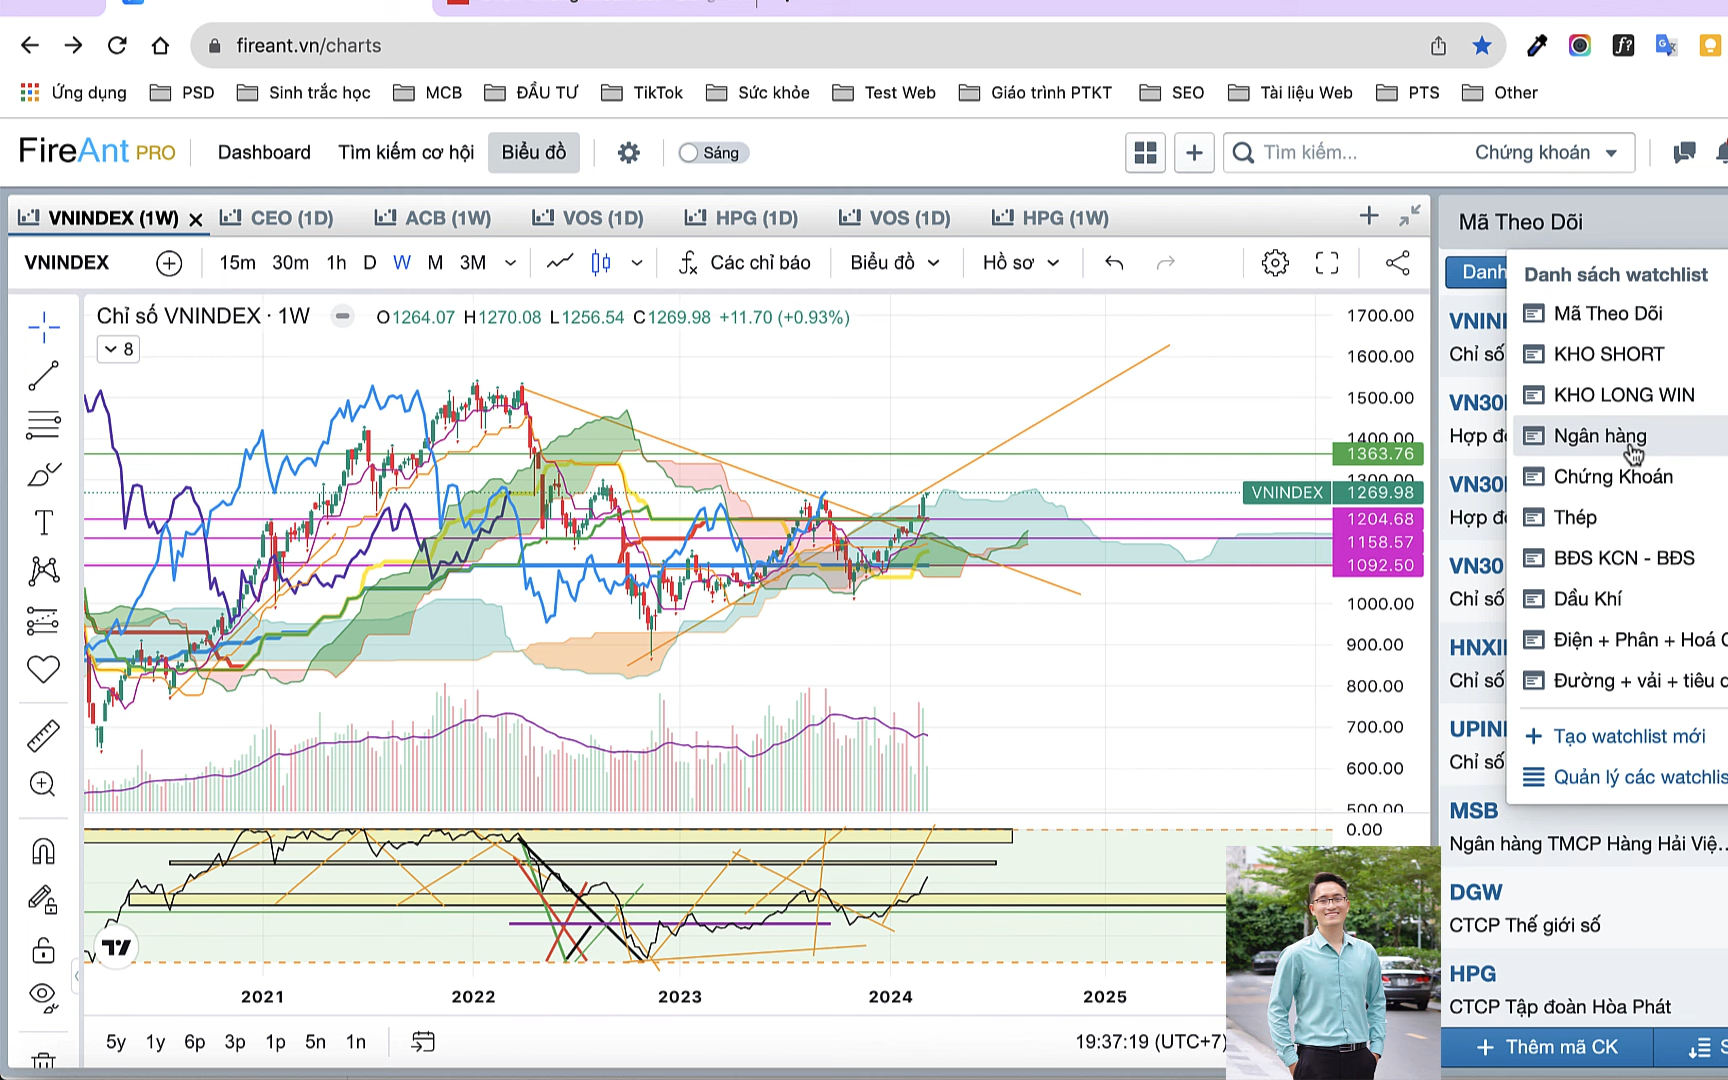 fireant.vn/charts
Ứng dụng PSD Sinh trắc học MCB ĐẦU TƯ TikTok Sức khỏe Test Web Giáo trình PTKT SEO Tài liệu Web PTS Other
FireAnt PRO Dashboard Tìm kiếm cơ hội Biểu đồ Sáng Tìm kiếm... Chứng khoán
VNINDEX (1W) CEO (1D) ACB (1W) VOS (1D) HPG (1D) VOS (1D) HPG (1W)
VNINDEX 15m 30m 1h D W M 3M Các chỉ báo Biểu đồ Hồ sơ
Chỉ số VNINDEX · 1W O1264.07 H1270.08 L1256.54 C1269.98 +11.70 (+0.93%)
8
1700.00
1600.00
1500.00
1400.00
1363.76
1300.00
VNINDEX 1269.98
1204.68
1158.57
1092.50
1000.00
900.00
800.00
700.00
600.00
500.00
0.00
2021 2022 2023 2024 2025
5y 1y 6p 3p 1p 5n 1n
19:37:19 (UTC+7)
Mã Theo Dõi
Danh
VNIN
Chỉ số
VN30
Hợp đ
VN30
Hợp đ
VN30
Chỉ số
HNXI
Chỉ số
UPIN
Chỉ số
MSB
Ngân hàng TMCP Hàng Hải Việ...
DGW
CTCP Thế giới số
HPG
CTCP Tập đoàn Hòa Phát
+ Thêm mã CK S
Danh sách watchlist
Mã Theo Dõi
KHO SHORT
KHO LONG WIN
Ngân hàng
Chứng Khoán
Thép
BĐS KCN - BĐS
Dầu Khí
Điện + Phân + Hoá
Đường + vải + tiêu
+ Tạo watchlist mới
Quản lý các watchlis